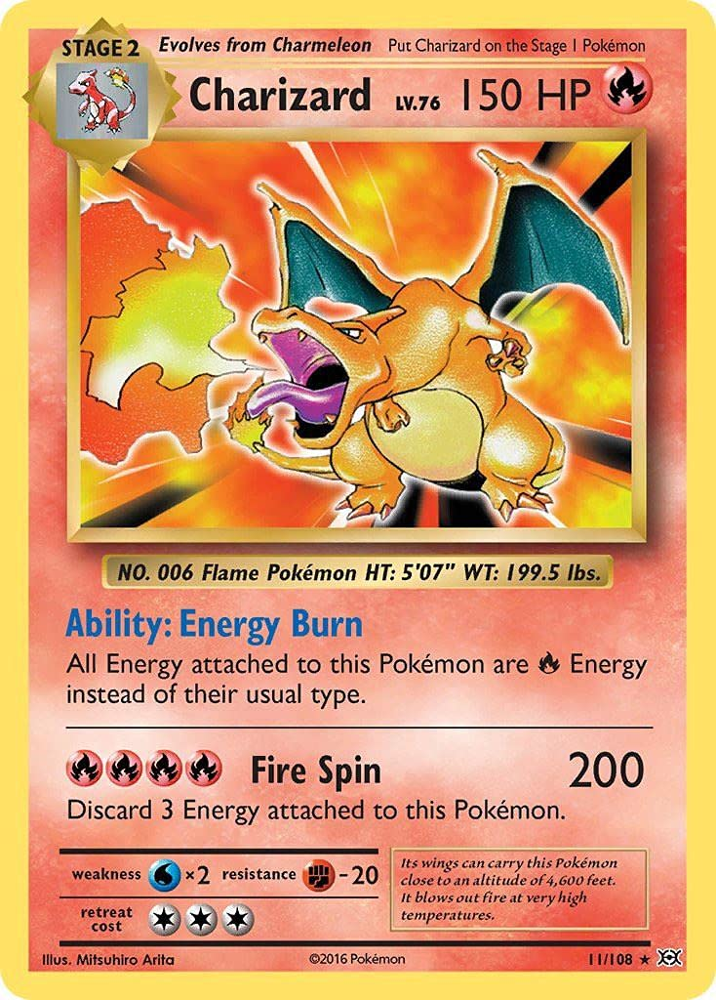 STAGE 2 Evolves from Charmeleon Put Charizard on the Stage 1 Pokémon
Charizard LV.76 150 HP
NO. 006 Flame Pokémon HT: 5'07" WT: 199.5 lbs.
Ability: Energy Burn
All Energy attached to this Pokémon are Energy
instead of their usual type.
Fire Spin 200
Discard 3 Energy attached to this Pokémon.
weakness ×2 resistance -20
retreat
cost
Its wings can carry this Pokémon
close to an altitude of 4,600 feet.
It blows out fire at very high
temperatures.
Illus. Mitsuhiro Arita ©2016 Pokémon 11/108 ★